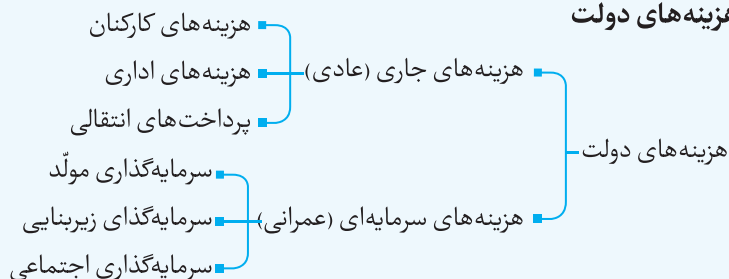 هزینه‌های دولت
هزینه‌های دولت
هزینه‌های جاری (عادی)
هزینه‌های کارکنان
هزینه‌های اداری
پرداخت‌های انتقالی
هزینه‌های سرمایه‌ای (عمرانی)
سرمایه‌گذاری مولّد
سرمایه‌گذای زیربنایی
سرمایه‌گذاری اجتماعی